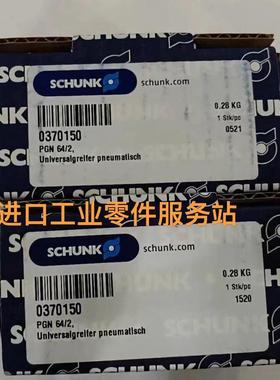 SCHUNK
schunk.com
0370150
0.28 KG
PGN 64/2,
1 Stk/pc
Universalgreifer pneumatisch
0521
进口工业零件服务站
SCHUNK
schunk.com
0370150
0.28 KG
PGN 64/2,
1 Stk/pc
Universalgreifer pneumatisch
1520